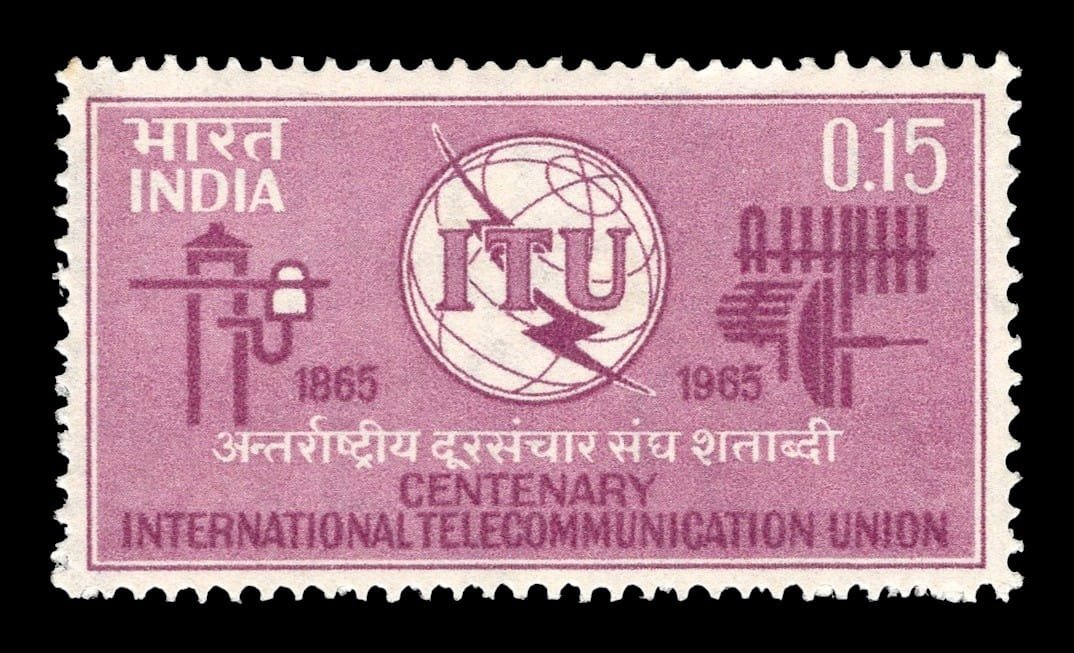 भारत
INDIA
0.15
ITU
1865
1965
अन्तर्राष्ट्रीय दूरसंचार संघ शताब्दी
CENTENARY
INTERNATIONAL TELECOMMUNICATION UNION